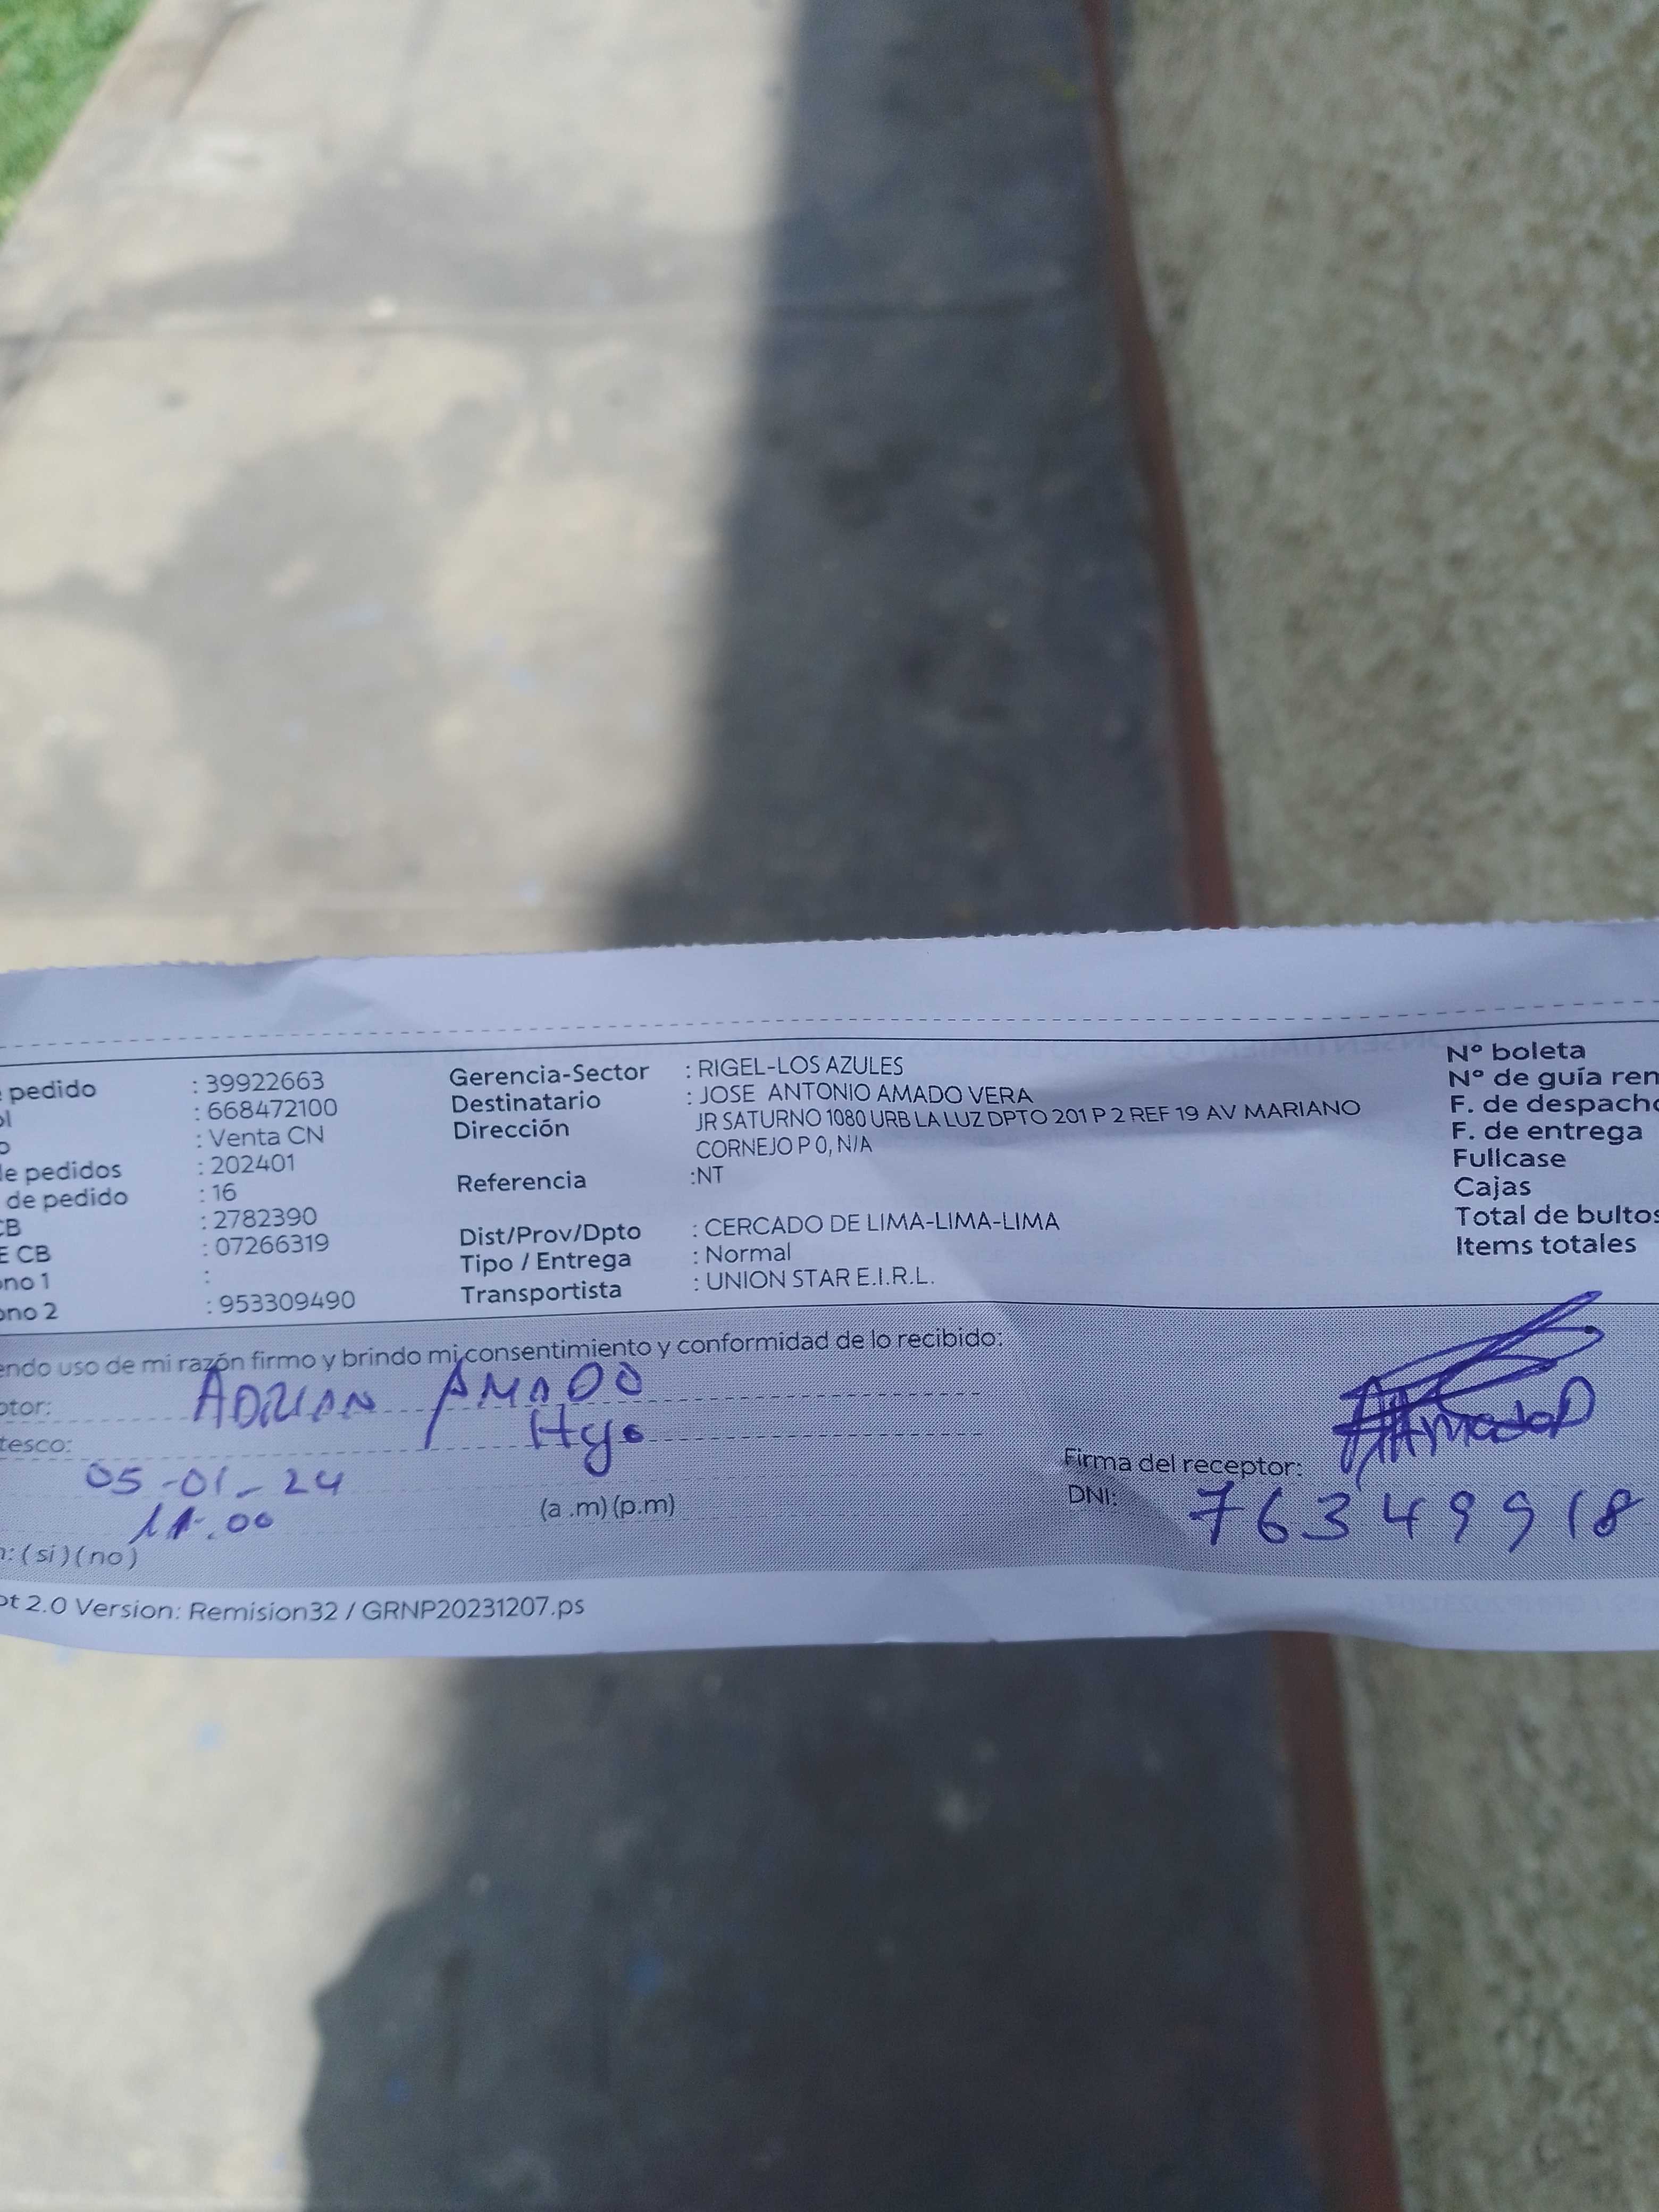 pedido : 39922663
ol : 668472100
o : Venta CN
de pedidos : 202401
de pedido : 16
CB : 2782390
E CB : 07266319
ono 1 :
ono 2 : 953309490
Gerencia-Sector : RIGEL-LOS AZULES
Destinatario : JOSE ANTONIO AMADO VERA
Dirección JR SATURNO 1080 URB LA LUZ DPTO 201 P 2 REF 19 AV MARIANO
CORNEJO P 0, N/A
Referencia :NT
Dist/Prov/Dpto : CERCADO DE LIMA-LIMA-LIMA
Tipo / Entrega : Normal
Transportista : UNION STAR E.I.R.L.
Nº boleta
Nº de guía rem
F. de despacho
F. de entrega
Fullcase
Cajas
Total de bultos
Items totales
endo uso de mi razón firmo y brindo mi consentimiento y conformidad de lo recibido:
ptor: ADRIAN AMADO
tesco: Hyo
05-01-24
11.00 (a .m) (p.m)
n: ( si ) ( no )
Firma del receptor: AAmadoD
DNI: 76349918
pt 2.0 Version: Remision32 / GRNP20231207.ps